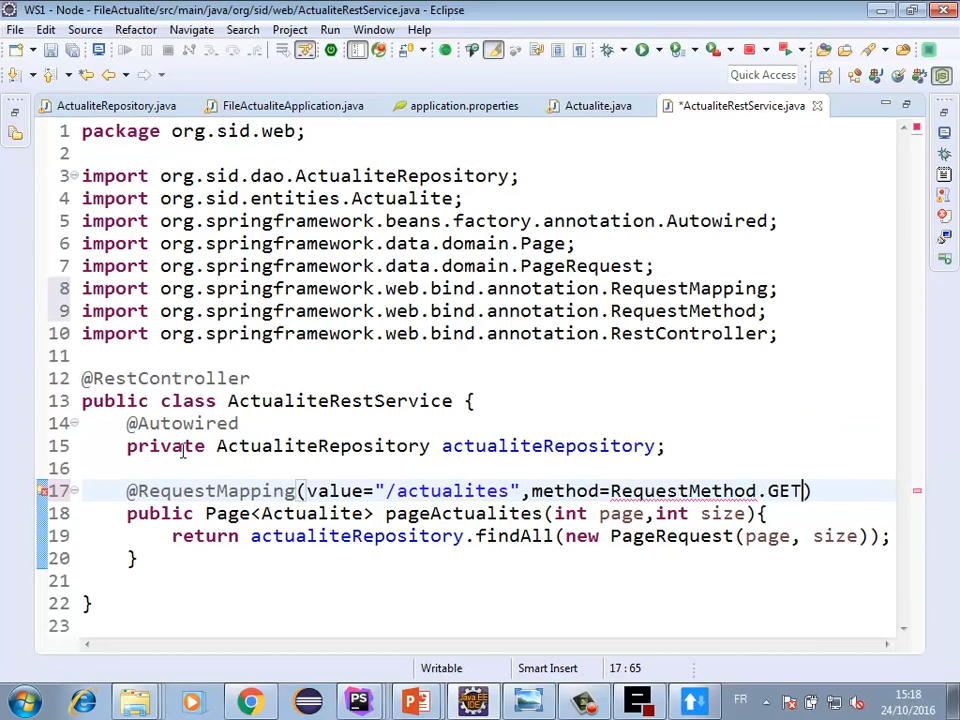 WS1 - Node - FileActualite/src/main/java/org/sid/web/ActualiteRestService.java - Eclipse
File Edit Source Refactor Navigate Search Project Run Window Help
Quick Access
ActualiteRepository.java FileActualiteApplication.java application.properties Actualite.java *ActualiteRestService.java
1 package org.sid.web;
2
3 import org.sid.dao.ActualiteRepository;
4 import org.sid.entities.Actualite;
5 import org.springframework.beans.factory.annotation.Autowired;
6 import org.springframework.data.domain.Page;
7 import org.springframework.data.domain.PageRequest;
8 import org.springframework.web.bind.annotation.RequestMapping;
9 import org.springframework.web.bind.annotation.RequestMethod;
10 import org.springframework.web.bind.annotation.RestController;
11
12 @RestController
13 public class ActualiteRestService {
14 @Autowired
15 private ActualiteRepository actualiteRepository;
16
17 @RequestMapping(value="/actualites",method=RequestMethod.GET)
18 public Page<Actualite> pageActualites(int page,int size){
19 return actualiteRepository.findAll(new PageRequest(page, size));
20 }
21
22 }
23
Writable Smart Insert 17 : 65
FR 15:18
24/10/2016